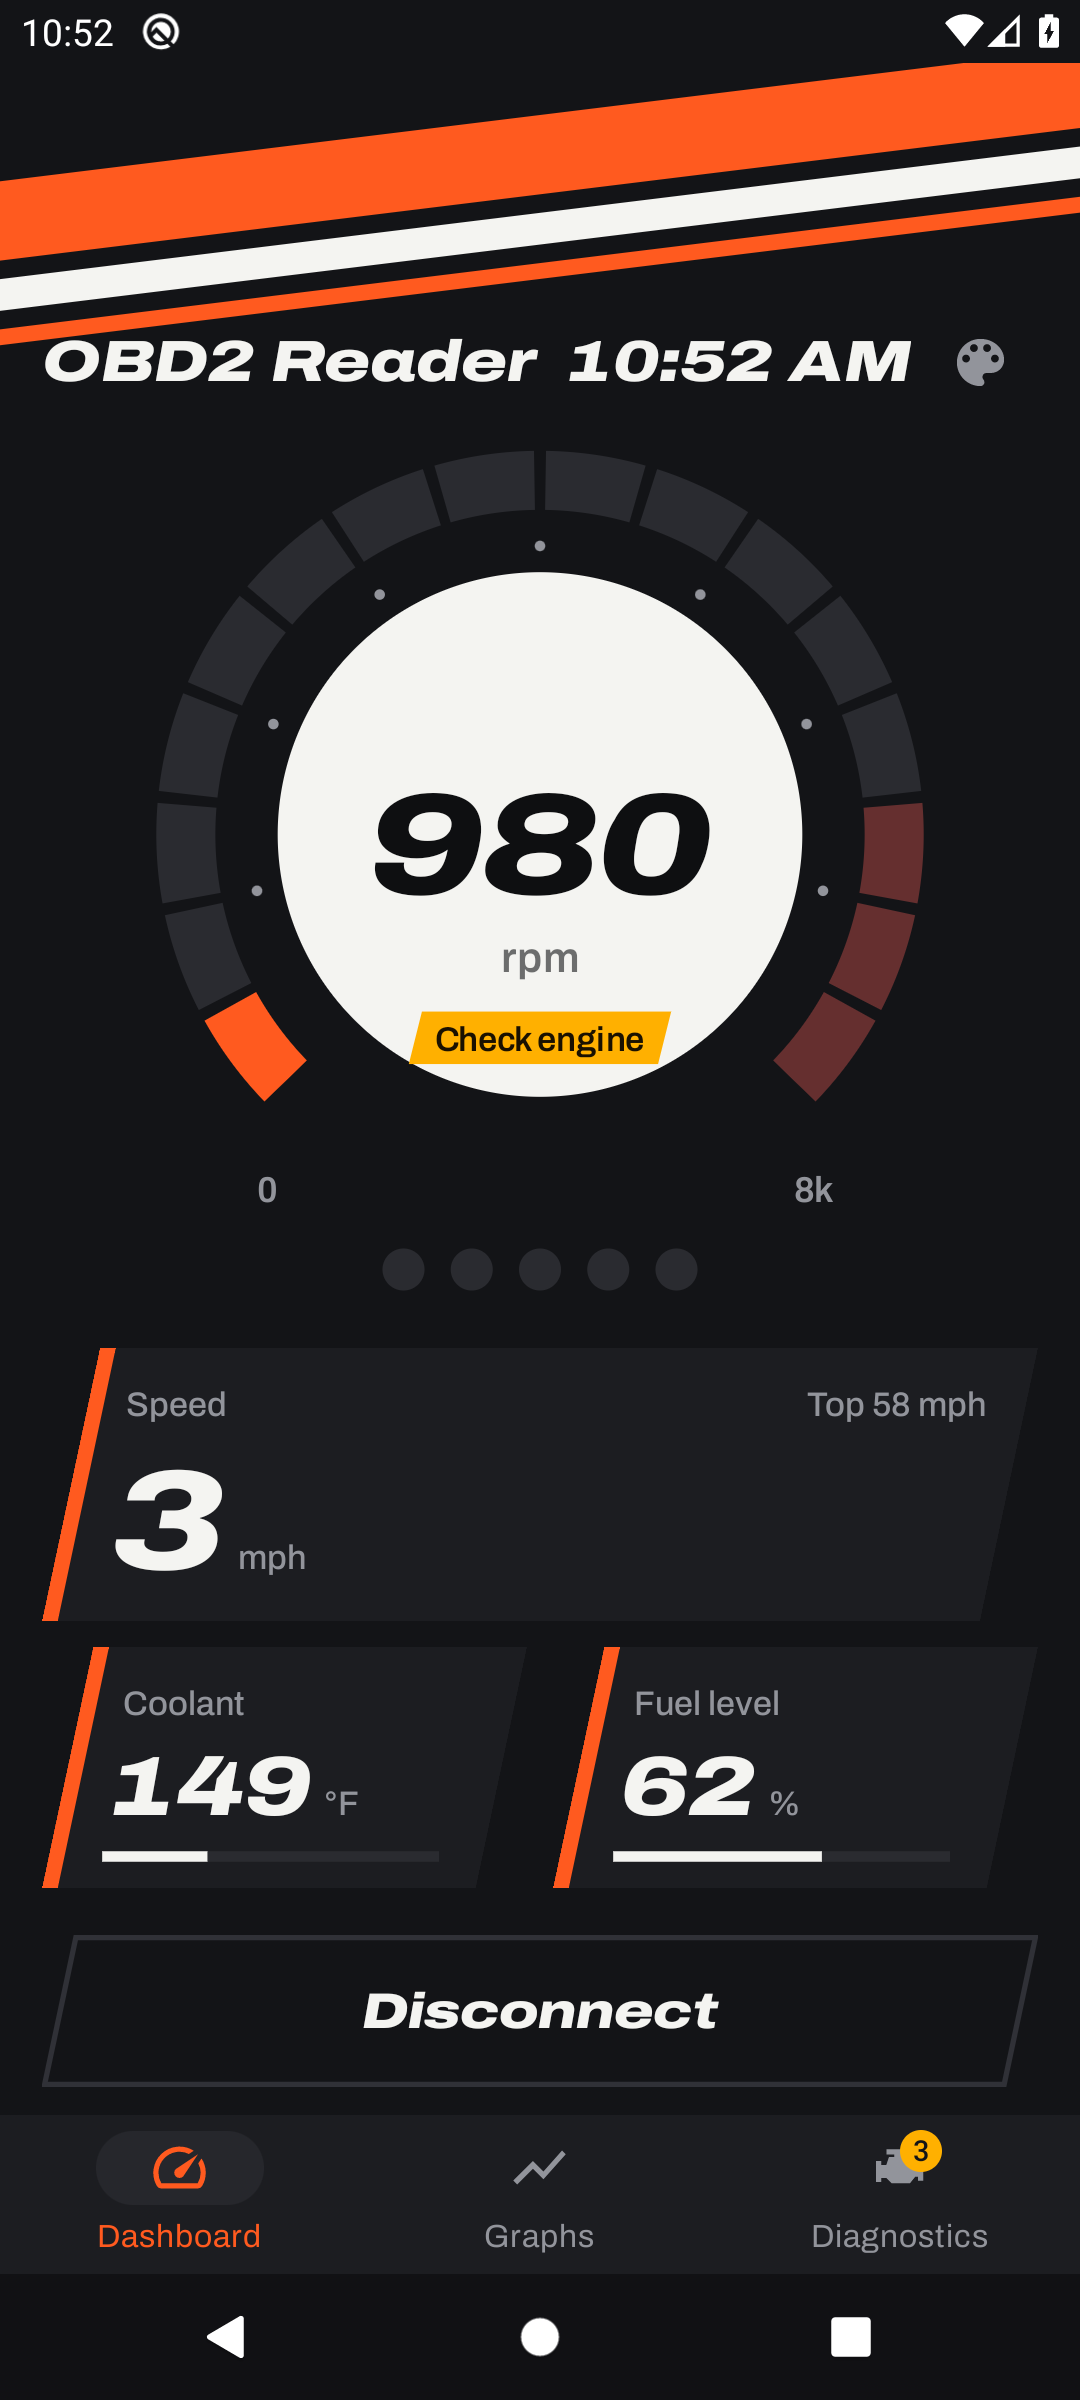 10:52
OBD2 Reader 10:52 AM
980
rpm
Check engine
0 8k
Speed Top 58 mph
3 mph
Coolant
149 °F
Fuel level
62 %
Disconnect
3
Dashboard Graphs Diagnostics